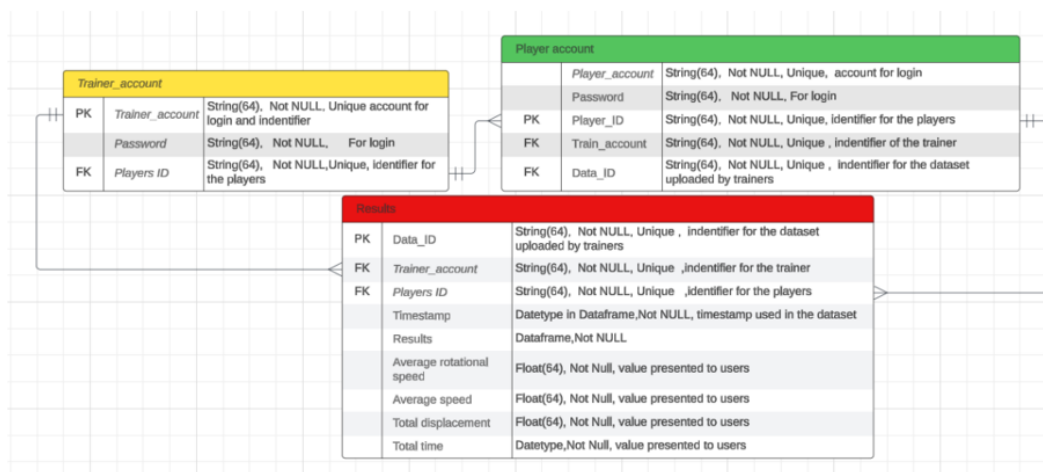 Trainer_account
PK Trainer_account String(64), Not NULL, Unique account for
login and indentifier
Password String(64), Not NULL, For login
FK Players ID String(64), Not NULL,Unique, identifier for
the players
Player account
Player_account String(64), Not NULL, Unique, account for login
Password String(64), Not NULL, For login
PK Player_ID String(64), Not NULL, Unique, identifier for the players
FK Train_account String(64), Not NULL, Unique , indentifier of the trainer
FK Data_ID String(64), Not NULL,Unique , indentifier for the dataset
uploaded by trainers
Results
PK Data_ID String(64), Not NULL, Unique , indentifier for the dataset
uploaded by trainers
FK Trainer_account String(64), Not NULL, Unique ,indentifier for the trainer
FK Players ID String(64), Not NULL, Unique ,identifier for the players
Timestamp Datetype in Dataframe,Not NULL, timestamp used in the dataset
Results Dataframe,Not NULL
Average rotational
speed Float(64), Not Null, value presented to users
Average speed Float(64), Not Null, value presented to users
Total displacement Float(64), Not Null, value presented to users
Total time Datetype,Not Null, value presented to users